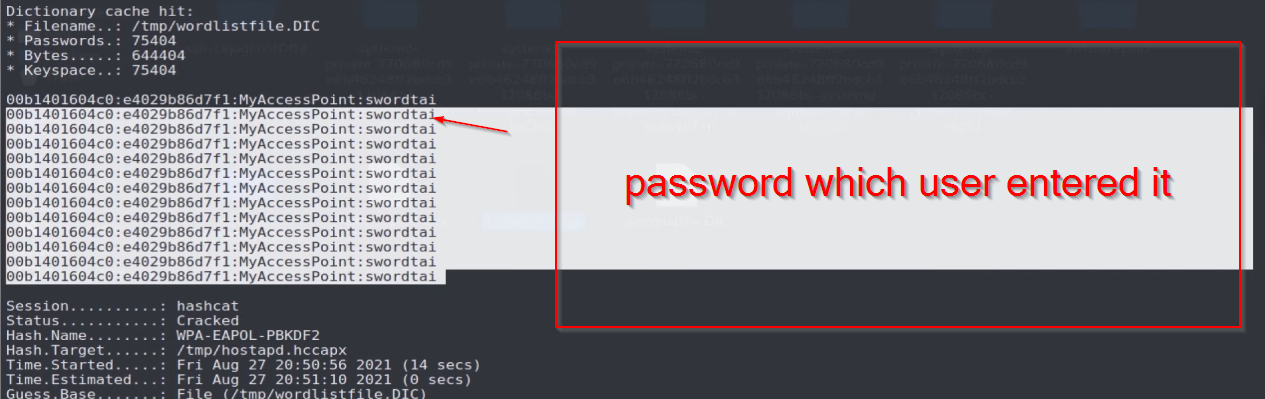 Dictionary cache hit:
* Filename..: /tmp/wordlistfile.DIC
* Passwords.: 75404
* Bytes.....: 644404
* Keyspace..: 75404
00b1401604c0:e4029b86d7f1:MyAccessPoint:swordtai
00b1401604c0:e4029b86d7f1:MyAccessPoint:swordtai
00b1401604c0:e4029b86d7f1:MyAccessPoint:swordtai
00b1401604c0:e4029b86d7f1:MyAccessPoint:swordtai
00b1401604c0:e4029b86d7f1:MyAccessPoint:swordtai
00b1401604c0:e4029b86d7f1:MyAccessPoint:swordtai
00b1401604c0:e4029b86d7f1:MyAccessPoint:swordtai
00b1401604c0:e4029b86d7f1:MyAccessPoint:swordtai
00b1401604c0:e4029b86d7f1:MyAccessPoint:swordtai
00b1401604c0:e4029b86d7f1:MyAccessPoint:swordtai
00b1401604c0:e4029b86d7f1:MyAccessPoint:swordtai
00b1401604c0:e4029b86d7f1:MyAccessPoint:swordtai
00b1401604c0:e4029b86d7f1:MyAccessPoint:swordtai
password which user entered it
Session..........: hashcat
Status...........: Cracked
Hash.Name........: WPA-EAPOL-PBKDF2
Hash.Target......: /tmp/hostapd.hccapx
Time.Started.....: Fri Aug 27 20:50:56 2021 (14 secs)
Time.Estimated...: Fri Aug 27 20:51:10 2021 (0 secs)
Guess.Base.......: File (/tmp/wordlistfile.DIC)